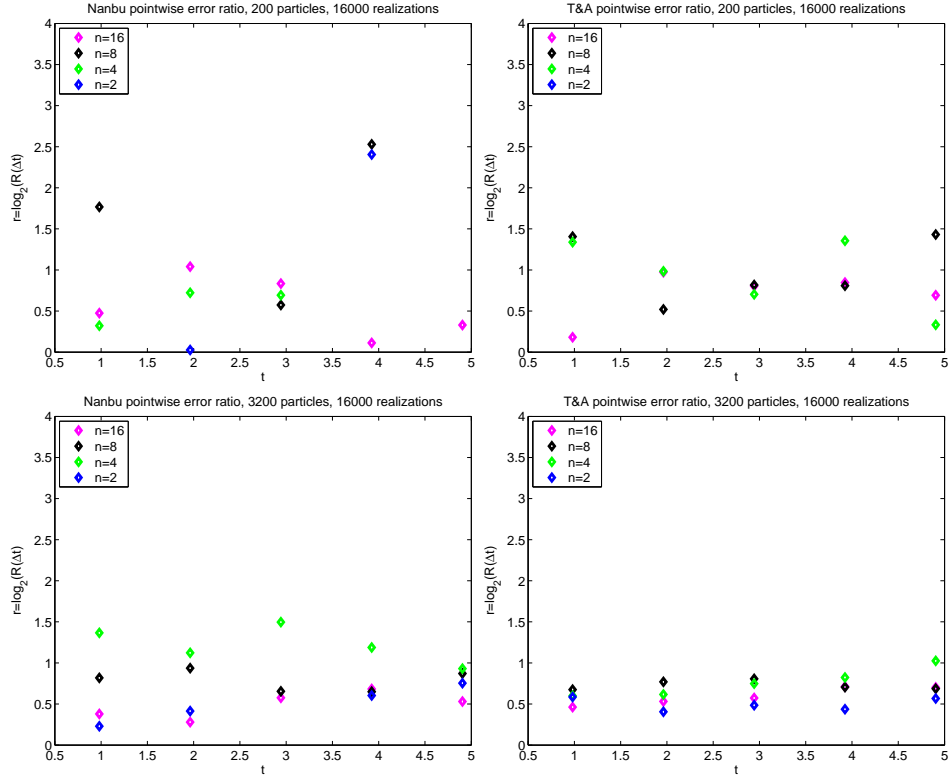 Nanbu pointwise error ratio, 200 particles, 16000 realizations
4
3.5
3
2.5
2
1.5
1
0.5
0
r=log₂(R(Δt)
n=16
n=8
n=4
n=2
0.5 1 1.5 2 2.5 3 3.5 4 4.5 5
t
T&A pointwise error ratio, 200 particles, 16000 realizations
4
3.5
3
2.5
2
1.5
1
0.5
0
r=log₂(R(Δt)
n=16
n=8
n=4
n=2
0.5 1 1.5 2 2.5 3 3.5 4 4.5 5
t
Nanbu pointwise error ratio, 3200 particles, 16000 realizations
4
3.5
3
2.5
2
1.5
1
0.5
0
r=log₂(R(Δt)
n=16
n=8
n=4
n=2
0.5 1 1.5 2 2.5 3 3.5 4 4.5 5
t
T&A pointwise error ratio, 3200 particles, 16000 realizations
4
3.5
3
2.5
2
1.5
1
0.5
0
r=log₂(R(Δt)
n=16
n=8
n=4
n=2
0.5 1 1.5 2 2.5 3 3.5 4 4.5 5
t